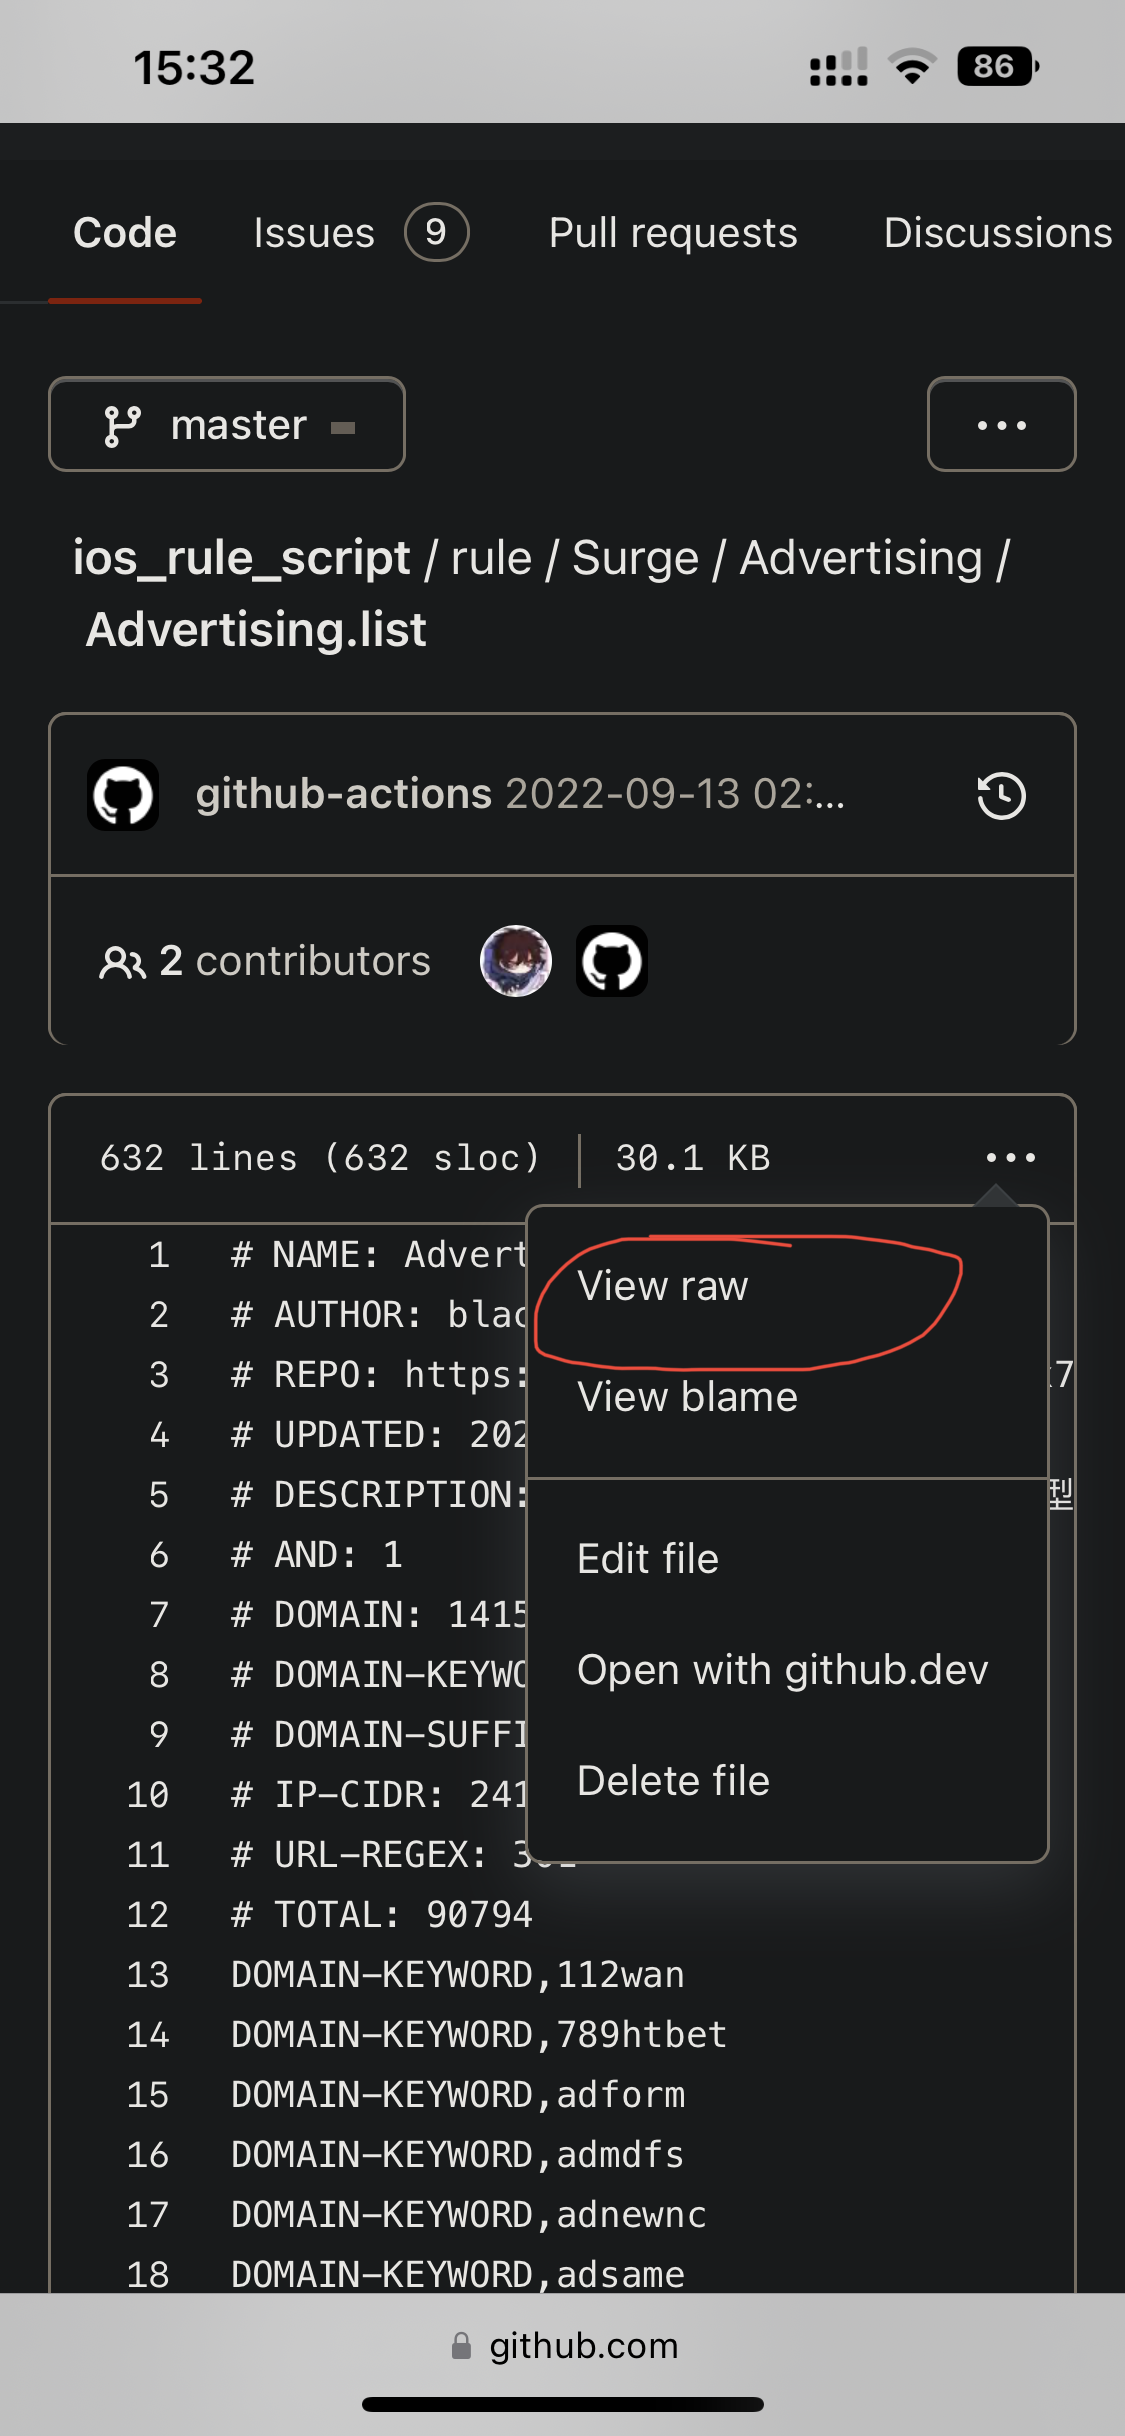 15:32
86
Code Issues 9 Pull requests Discussions
master
ios_rule_script / rule / Surge / Advertising /
Advertising.list
github-actions 2022-09-13 02:...
2 contributors
632 lines (632 sloc) | 30.1 KB
View raw
View blame
Edit file
Open with github.dev
Delete file
1 # NAME: Advert
2 # AUTHOR: blac
3 # REPO: https: 7
4 # UPDATED: 202
5 # DESCRIPTION: 型
6 # AND: 1
7 # DOMAIN: 1415
8 # DOMAIN-KEYWO
9 # DOMAIN-SUFFI
10 # IP-CIDR: 241
11 # URL-REGEX: 3
12 # TOTAL: 90794
13 DOMAIN-KEYWORD,112wan
14 DOMAIN-KEYWORD,789htbet
15 DOMAIN-KEYWORD,adform
16 DOMAIN-KEYWORD,admdfs
17 DOMAIN-KEYWORD,adnewnc
18 DOMAIN-KEYWORD,adsame
github.com